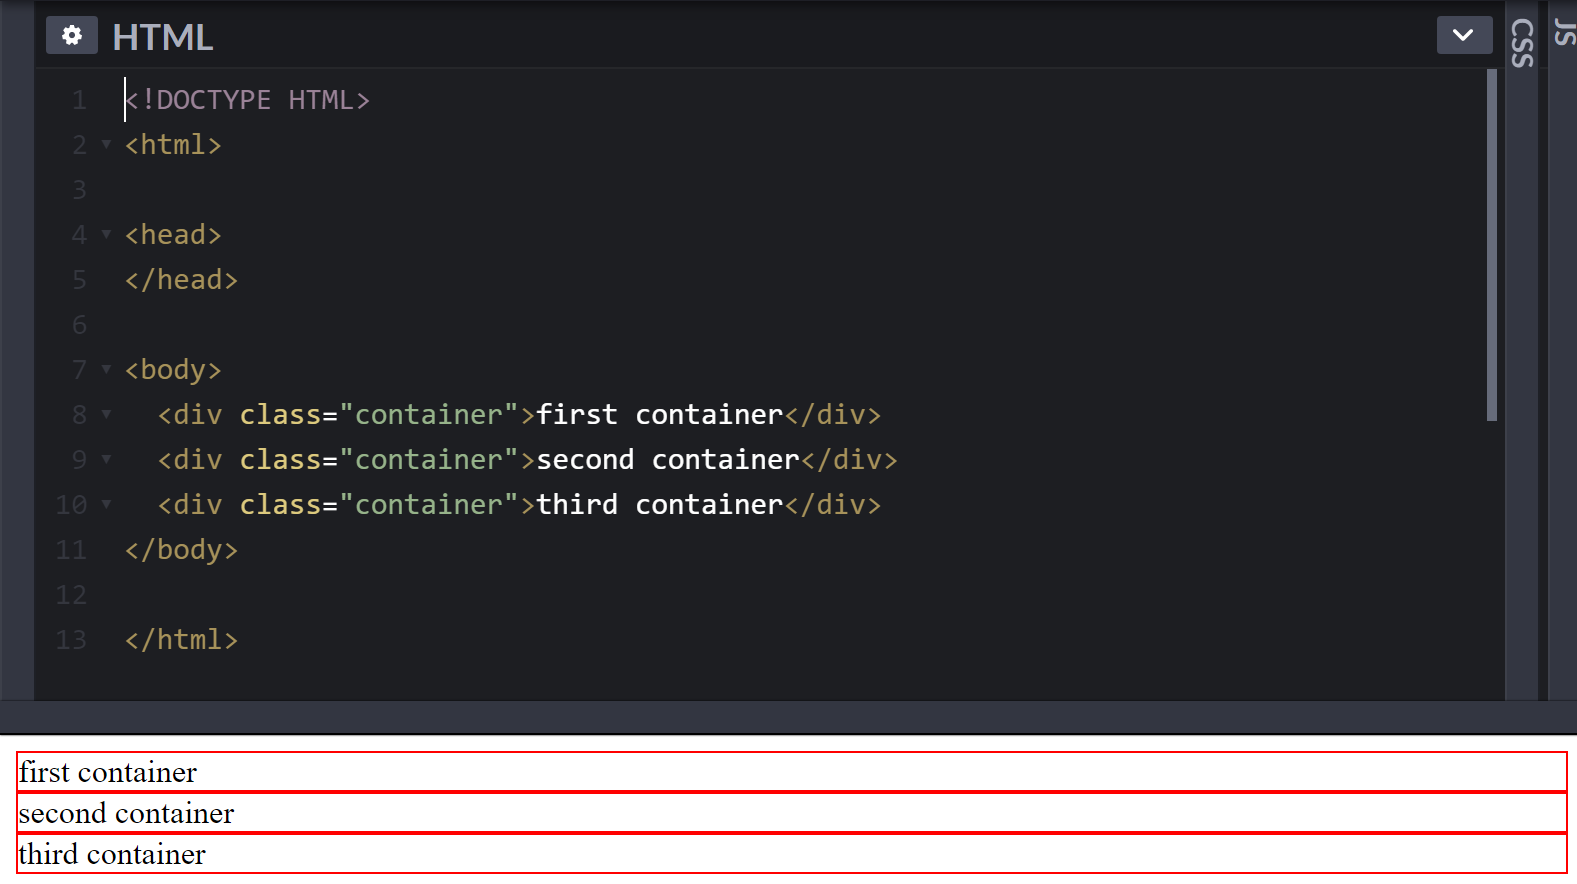 HTML
CSS
JS
1 <!DOCTYPE HTML>
2 <html>
3
4 <head>
5 </head>
6
7 <body>
8   <div class="container">first container</div>
9   <div class="container">second container</div>
10   <div class="container">third container</div>
11 </body>
12
13 </html>
first container
second container
third container